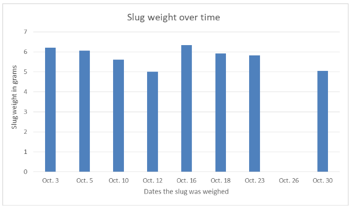 Slug weight over time
7
6
5
4
3
2
1
0
Slug weight in grams
Oct. 3 Oct. 5 Oct. 10 Oct. 12 Oct. 16 Oct. 18 Oct. 23 Oct. 26 Oct. 30
Dates the slug was weighed